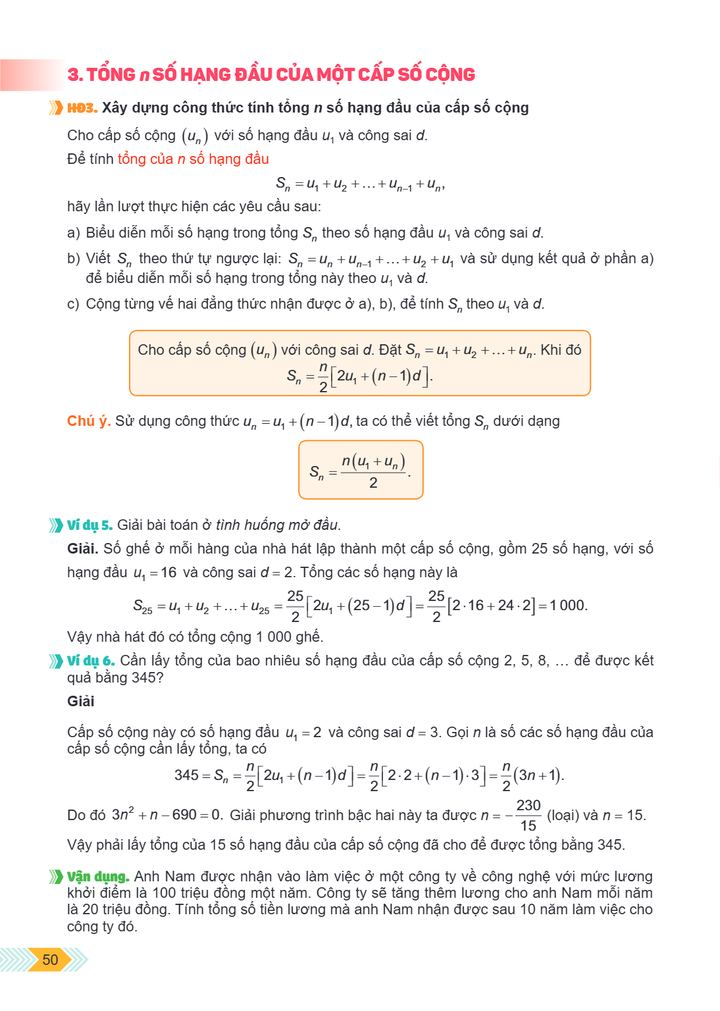 3. TỔNG n SỐ HẠNG ĐẦU CỦA MỘT CẤP SỐ CỘNG
HĐ3. Xây dựng công thức tính tổng n số hạng đầu của cấp số cộng
Cho cấp số cộng (uₙ) với số hạng đầu u₁ và công sai d.
Để tính tổng của n số hạng đầu
Sₙ = u₁ + u₂ + … + uₙ₋₁ + uₙ,
hãy lần lượt thực hiện các yêu cầu sau:
a) Biểu diễn mỗi số hạng trong tổng Sₙ theo số hạng đầu u₁ và công sai d.
b) Viết Sₙ theo thứ tự ngược lại: Sₙ = uₙ + uₙ₋₁ + … + u₂ + u₁ và sử dụng kết quả ở phần a)
để biểu diễn mỗi số hạng trong tổng này theo u₁ và d.
c) Cộng từng vế hai đẳng thức nhận được ở a), b), để tính Sₙ theo u₁ và d.
Cho cấp số cộng (uₙ) với công sai d. Đặt Sₙ = u₁ + u₂ + … + uₙ. Khi đó
Sₙ = n/2 [2u₁ + (n − 1)d].
Chú ý. Sử dụng công thức uₙ = u₁ + (n − 1)d, ta có thể viết tổng Sₙ dưới dạng
Sₙ = n(u₁ + uₙ)/2.
Ví dụ 5. Giải bài toán ở tình huống mở đầu.
Giải. Số ghế ở mỗi hàng của nhà hát lập thành một cấp số cộng, gồm 25 số hạng, với số
hạng đầu u₁ = 16 và công sai d = 2. Tổng các số hạng này là
S₂₅ = u₁ + u₂ + … + u₂₅ = 25/2 [2u₁ + (25 − 1)d] = 25/2 [2·16 + 24·2] = 1 000.
Vậy nhà hát đó có tổng cộng 1 000 ghế.
Ví dụ 6. Cần lấy tổng của bao nhiêu số hạng đầu của cấp số cộng 2, 5, 8, … để được kết
quả bằng 345?
Giải
Cấp số cộng này có số hạng đầu u₁ = 2 và công sai d = 3. Gọi n là số các số hạng đầu của
cấp số cộng cần lấy tổng, ta có
345 = Sₙ = n/2 [2u₁ + (n − 1)d] = n/2 [2·2 + (n − 1)·3] = n/2 (3n + 1).
Do đó 3n² + n − 690 = 0. Giải phương trình bậc hai này ta được n = −230/15 (loại) và n = 15.
Vậy phải lấy tổng của 15 số hạng đầu của cấp số cộng đã cho để được tổng bằng 345.
Vận dụng. Anh Nam được nhận vào làm việc ở một công ty về công nghệ với mức lương
khởi điểm là 100 triệu đồng một năm. Công ty sẽ tăng thêm lương cho anh Nam mỗi năm
là 20 triệu đồng. Tính tổng số tiền lương mà anh Nam nhận được sau 10 năm làm việc cho
công ty đó.
50